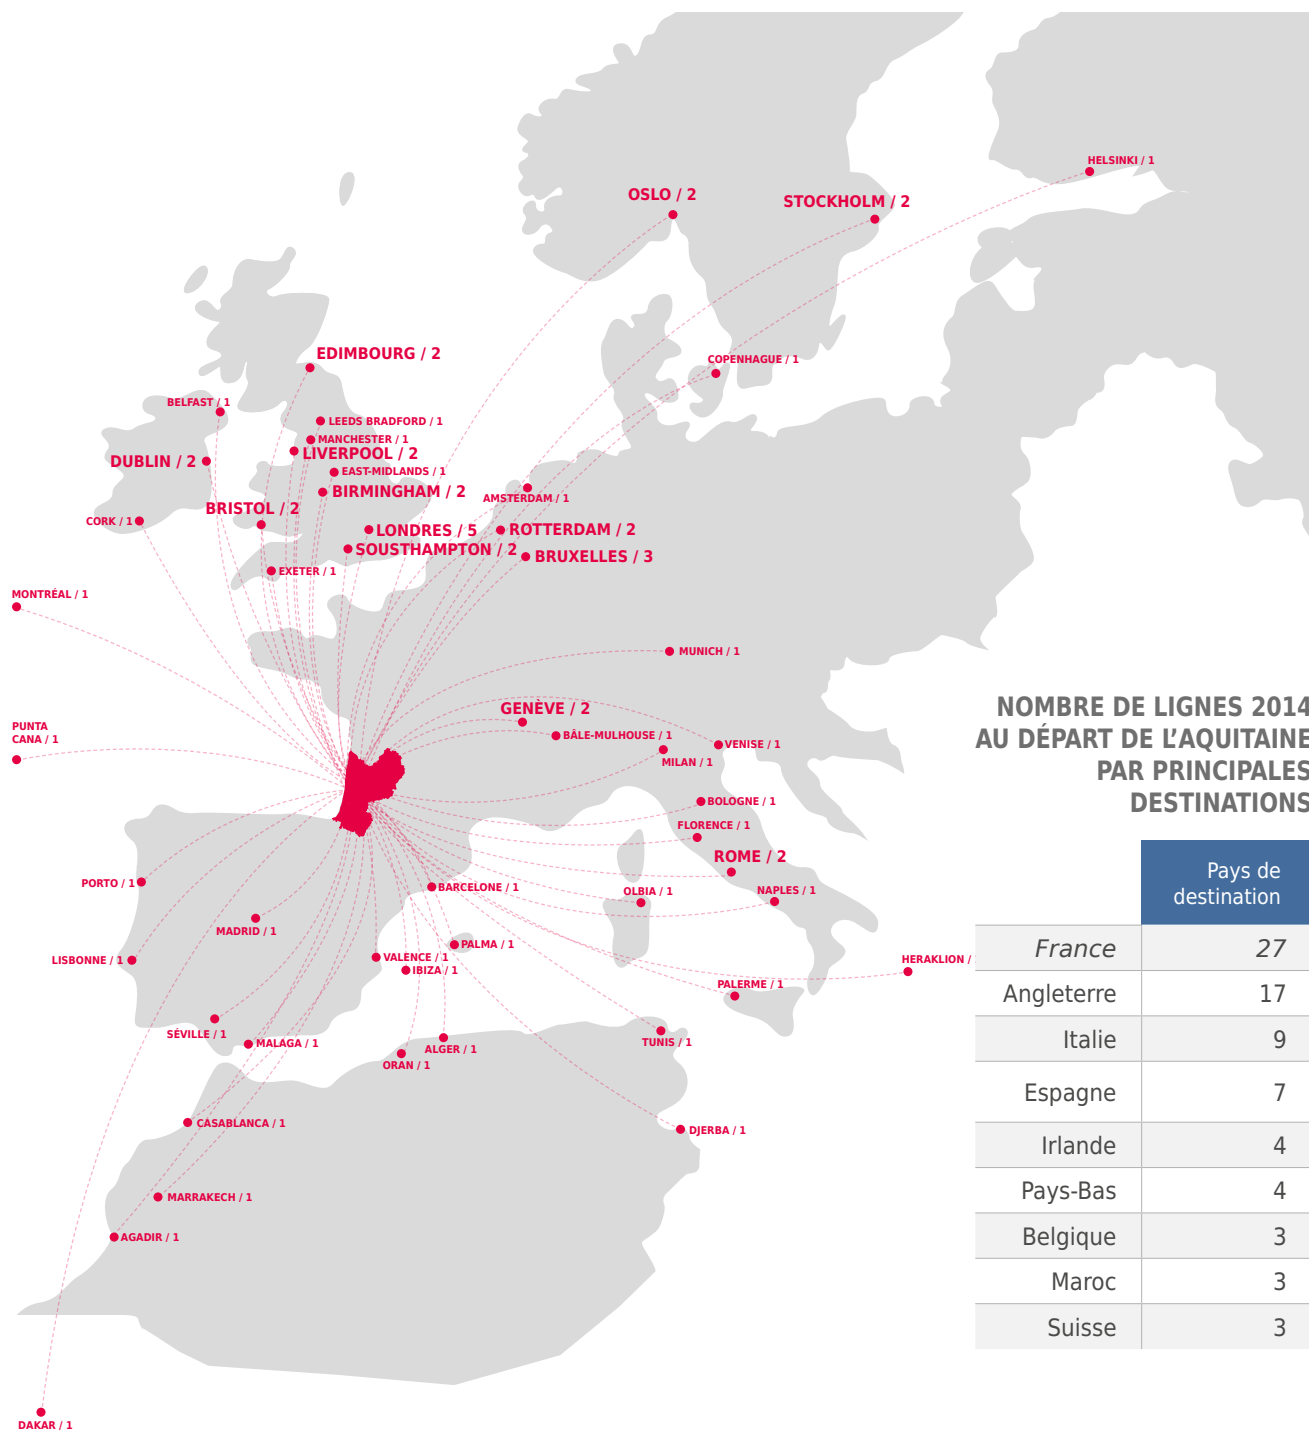 HELSINKI / 1
OSLO / 2
STOCKHOLM / 2
EDIMBOURG / 2
COPENHAGUE / 1
BELFAST / 1
LEEDS BRADFORD / 1
MANCHESTER / 1
LIVERPOOL / 2
DUBLIN / 2
EAST-MIDLANDS / 1
BIRMINGHAM / 2
AMSTERDAM / 1
BRISTOL / 2
CORK / 1
LONDRES / 5
ROTTERDAM / 2
SOUSTHAMPTON / 2
BRUXELLES / 3
EXETER / 1
MONTRÉAL / 1
MUNICH / 1
GENÈVE / 2
PUNTA
CANA / 1
BÂLE-MULHOUSE / 1
VENISE / 1
MILAN / 1
BOLOGNE / 1
FLORENCE / 1
ROME / 2
PORTO / 1
BARCELONE / 1
OLBIA / 1
NAPLES / 1
MADRID / 1
PALMA / 1
LISBONNE / 1
VALENCE / 1
IBIZA / 1
HERAKLION /
PALERME / 1
SÉVILLE / 1
MALAGA / 1
ALGER / 1
ORAN / 1
TUNIS / 1
CASABLANCA / 1
DJERBA / 1
MARRAKECH / 1
AGADIR / 1
DAKAR / 1
NOMBRE DE LIGNES 2014
AU DÉPART DE L’AQUITAINE
PAR PRINCIPALES
DESTINATIONS
Pays de
destination
France 27
Angleterre 17
Italie 9
Espagne 7
Irlande 4
Pays-Bas 4
Belgique 3
Maroc 3
Suisse 3